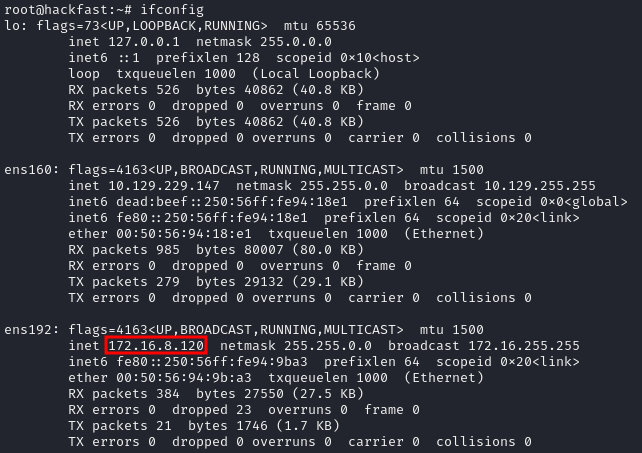 root@hackfast:~# ifconfig
lo: flags=73<UP,LOOPBACK,RUNNING>  mtu 65536
        inet 127.0.0.1  netmask 255.0.0.0
        inet6 ::1  prefixlen 128  scopeid 0×10<host>
        loop  txqueuelen 1000  (Local Loopback)
        RX packets 526  bytes 40862 (40.8 KB)
        RX errors 0  dropped 0  overruns 0  frame 0
        TX packets 526  bytes 40862 (40.8 KB)
        TX errors 0  dropped 0 overruns 0  carrier 0  collisions 0
ens160: flags=4163<UP,BROADCAST,RUNNING,MULTICAST>  mtu 1500
        inet 10.129.229.147  netmask 255.255.0.0  broadcast 10.129.255.255
        inet6 dead:beef::250:56ff:fe94:18e1  prefixlen 64  scopeid 0×0<global>
        inet6 fe80::250:56ff:fe94:18e1  prefixlen 64  scopeid 0×20<link>
        ether 00:50:56:94:18:e1  txqueuelen 1000  (Ethernet)
        RX packets 985  bytes 80007 (80.0 KB)
        RX errors 0  dropped 0  overruns 0  frame 0
        TX packets 279  bytes 29132 (29.1 KB)
        TX errors 0  dropped 0 overruns 0  carrier 0  collisions 0
ens192: flags=4163<UP,BROADCAST,RUNNING,MULTICAST>  mtu 1500
        inet 172.16.8.120  netmask 255.255.0.0  broadcast 172.16.255.255
        inet6 fe80::250:56ff:fe94:9ba3  prefixlen 64  scopeid 0×20<link>
        ether 00:50:56:94:9b:a3  txqueuelen 1000  (Ethernet)
        RX packets 384  bytes 27550 (27.5 KB)
        RX errors 0  dropped 23  overruns 0  frame 0
        TX packets 21  bytes 1746 (1.7 KB)
        TX errors 0  dropped 0 overruns 0  carrier 0  collisions 0